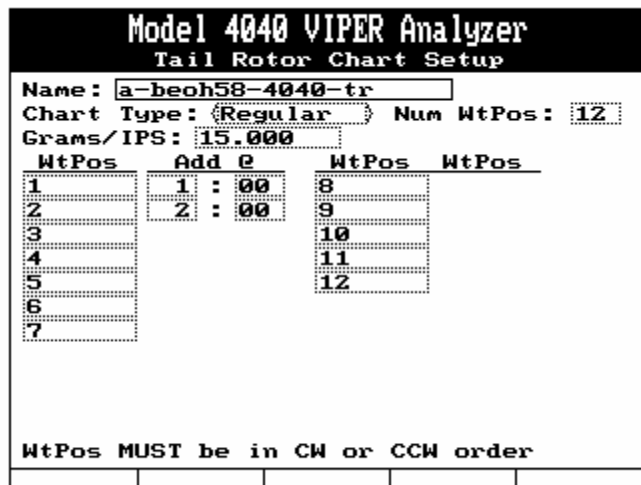 Model 4040 VIPER Analyzer
Tail Rotor Chart Setup
Name: a-beoh58-4040-tr
Chart Type: (Regular ) Num WtPos: 12
Grams/IPS: 15.000
WtPos Add @ WtPos WtPos
1 1 : 00 8
2 2 : 00 9
3 10
4 11
5 12
6
7
WtPos MUST be in CW or CCW order